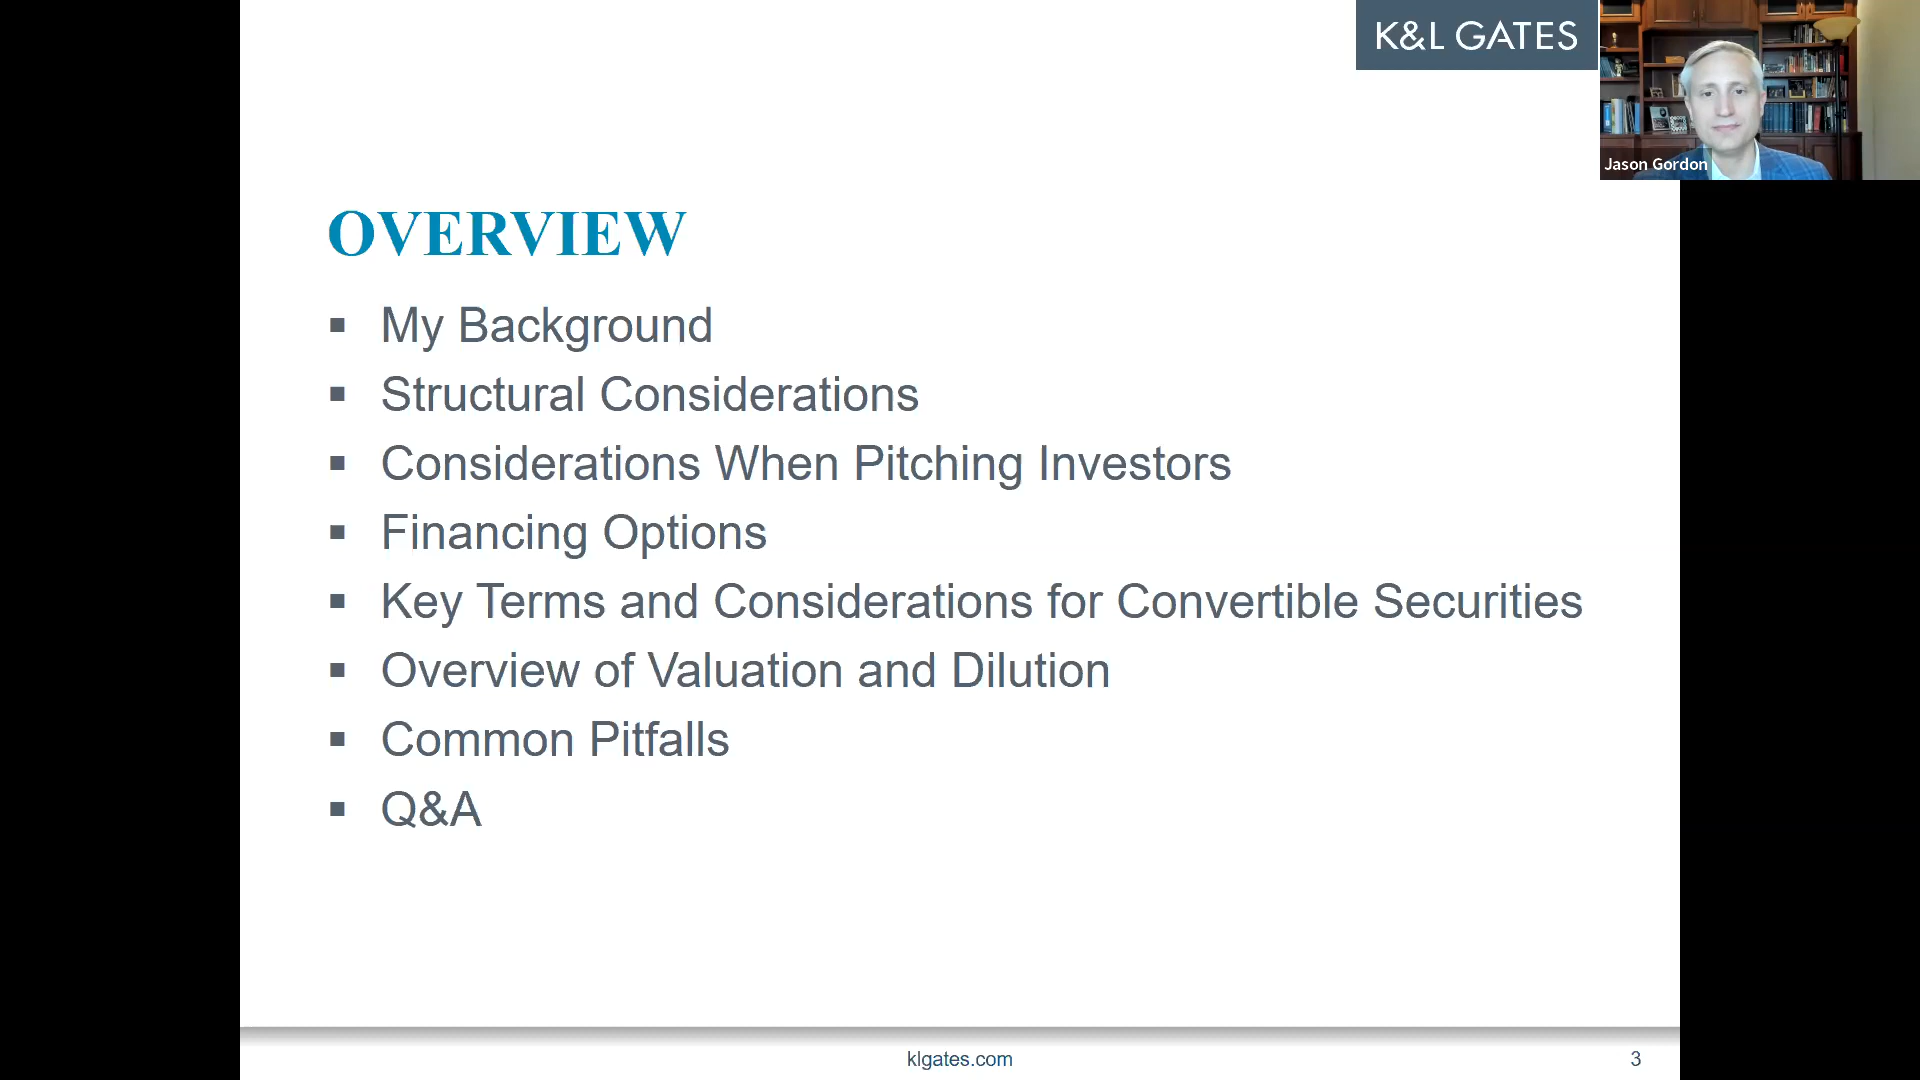 K&L GATES
Jason Gordon
OVERVIEW
My Background
Structural Considerations
Considerations When Pitching Investors
Financing Options
Key Terms and Considerations for Convertible Securities
Overview of Valuation and Dilution
Common Pitfalls
Q&A
klgates.com
3